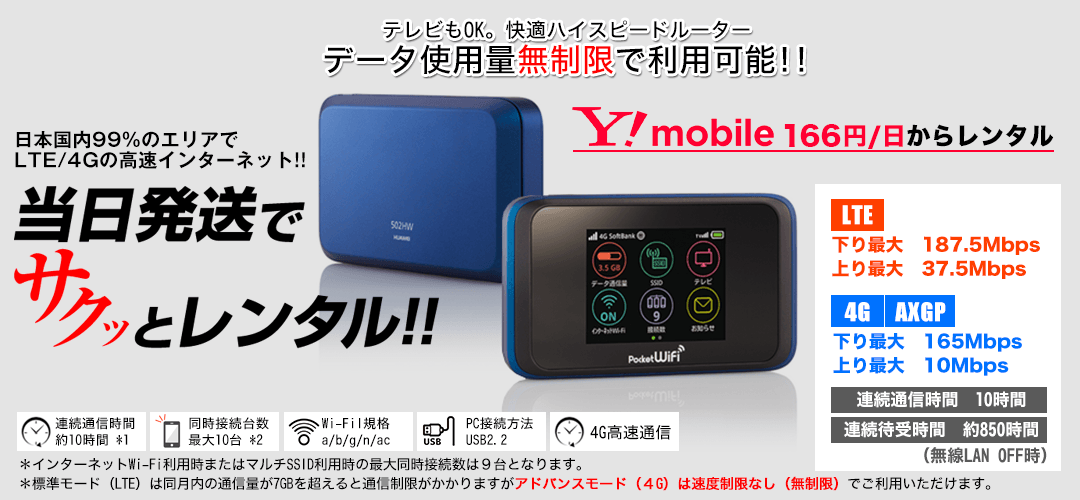 テレビもOK。快適ハイスピードルーター
データ使用量無制限で利用可能!!
日本国内99%のエリアで
LTE/4Gの高速インターネット!!
当日発送で
サクッとレンタル!!
Y!mobile 166円/日からレンタル
502HW
HUAWEI
4G SoftBank
3.5 GB
データ通信量
SSID
SSID
テレビ
ON
インターネットWi-Fi
9
接続数
お知らせ
Pocket WiFi
LTE
下り最大 187.5Mbps
上り最大 37.5Mbps
4G AXGP
下り最大 165Mbps
上り最大 10Mbps
連続通信時間 10時間
連続待受時間 約850時間
(無線LAN OFF時)
連続通信時間
約10時間 *1
同時接続台数
最大10台 *2
Wi-Fil規格
a/b/g/n/ac
USB
PC接続方法
USB2.2
4G高速通信
*インターネットWi-Fi利用時またはマルチSSID利用時の最大同時接続数は9台となります。
*標準モード(LTE)は同月内の通信量が7GBを超えると通信制限がかかりますがアドバンスモード(4G)は速度制限なし(無制限)でご利用いただけます。